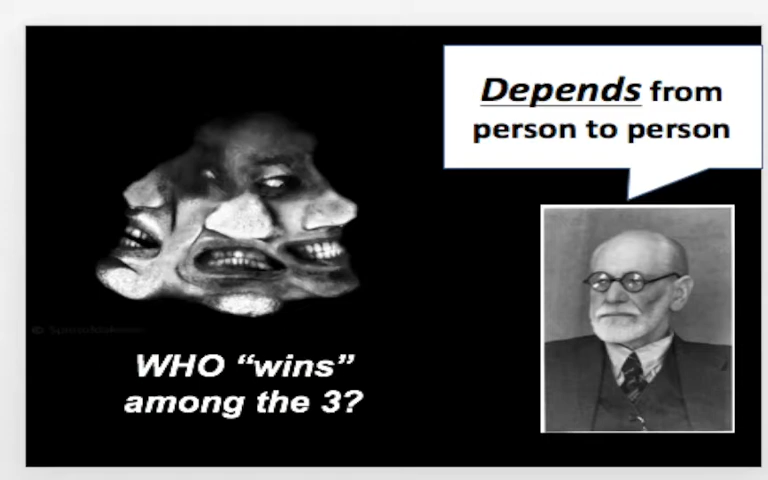 Depends from
person to person
WHO “wins”
among the 3?